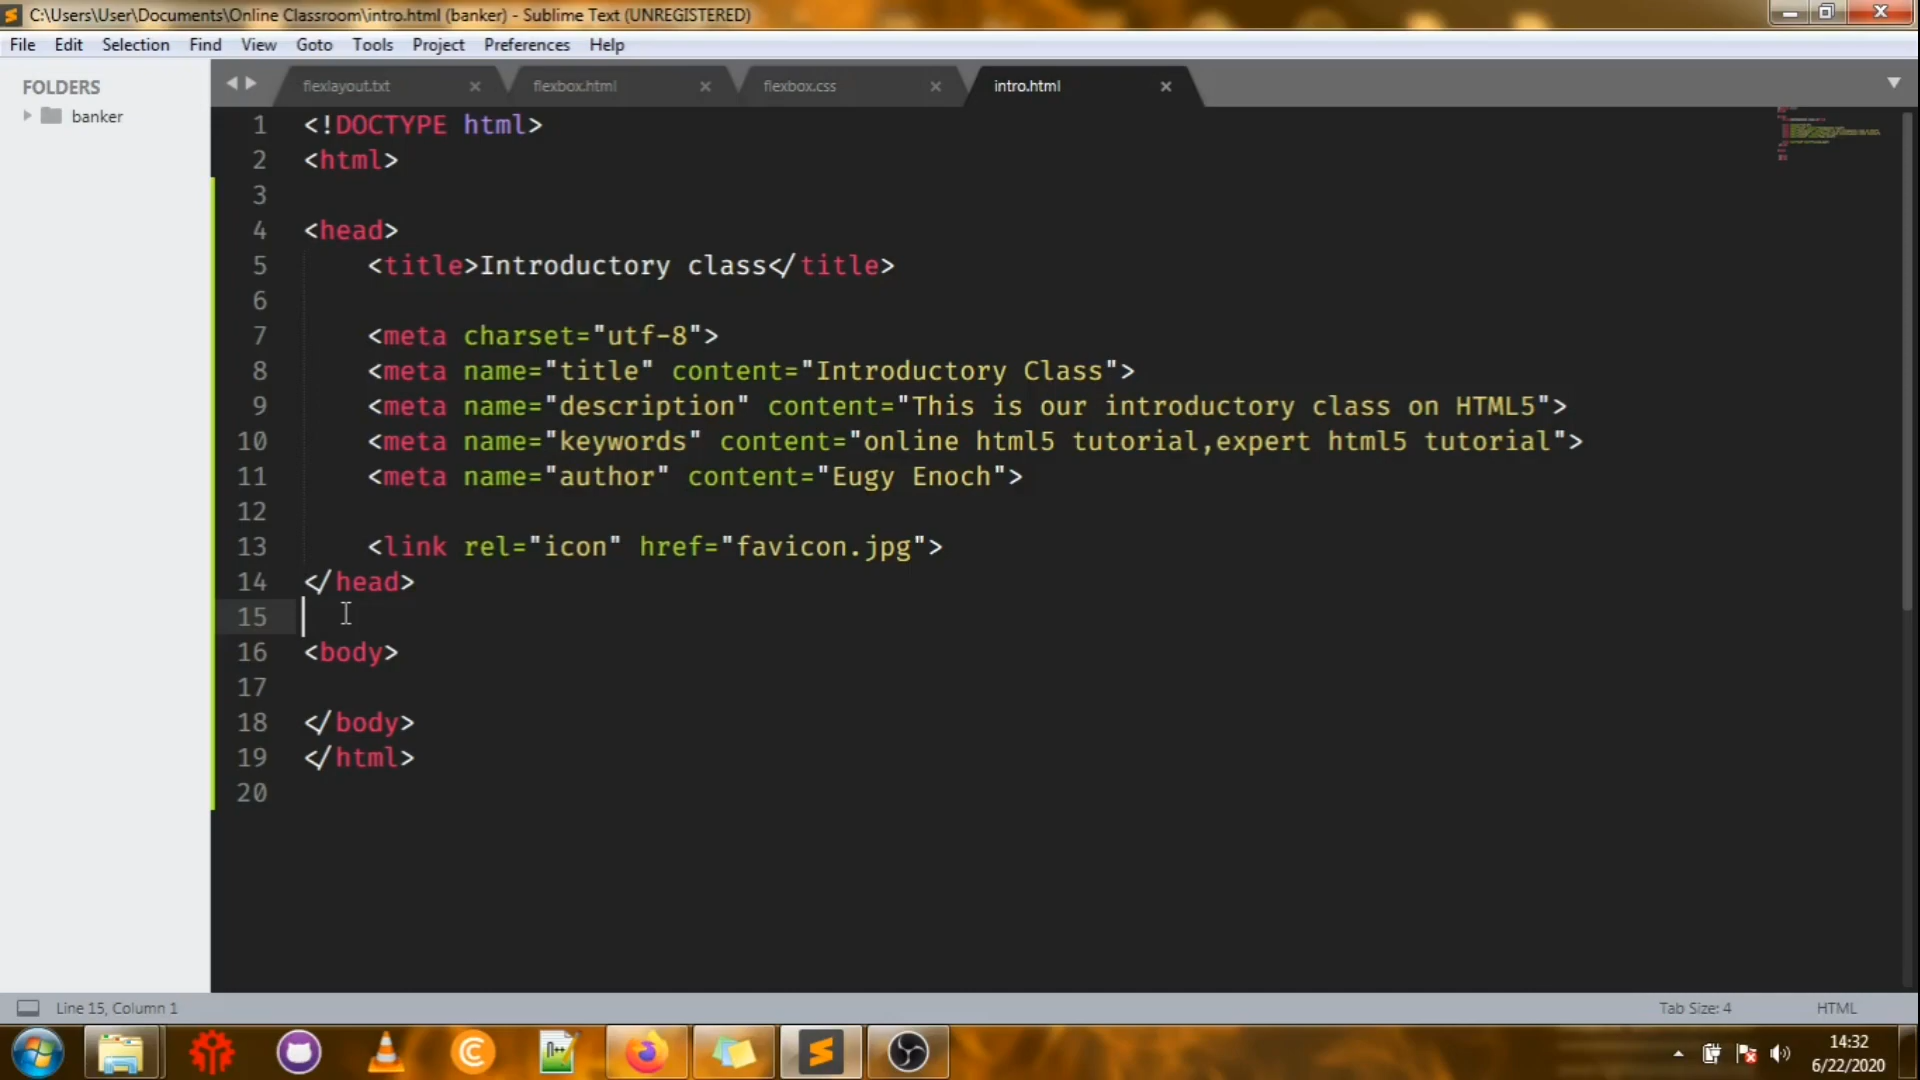 C:\Users\User\Documents\Online Classroom\intro.html (banker) - Sublime Text (UNREGISTERED)
File Edit Selection Find View Goto Tools Project Preferences Help
FOLDERS
banker
flexlayout.txt flexbox.html flexbox.css intro.html
1 <!DOCTYPE html>
2 <html>
3
4 <head>
5 <title>Introductory class</title>
6
7 <meta charset="utf-8">
8 <meta name="title" content="Introductory Class">
9 <meta name="description" content="This is our introductory class on HTML5">
10 <meta name="keywords" content="online html5 tutorial,expert html5 tutorial">
11 <meta name="author" content="Eugy Enoch">
12
13 <link rel="icon" href="favicon.jpg">
14 </head>
15
16 <body>
17
18 </body>
19 </html>
20
Line 15, Column 1 Tab Size: 4 HTML
14:32
6/22/2020